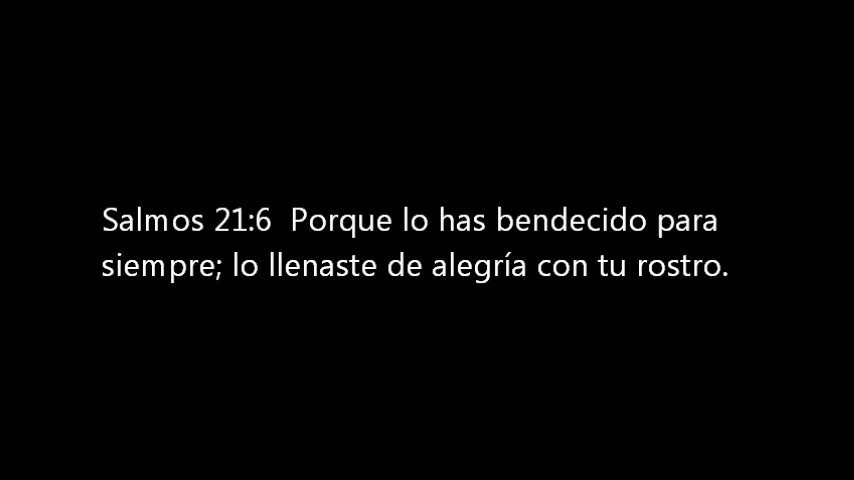 Salmos 21:6  Porque lo has bendecido para
siempre; lo llenaste de alegría con tu rostro.